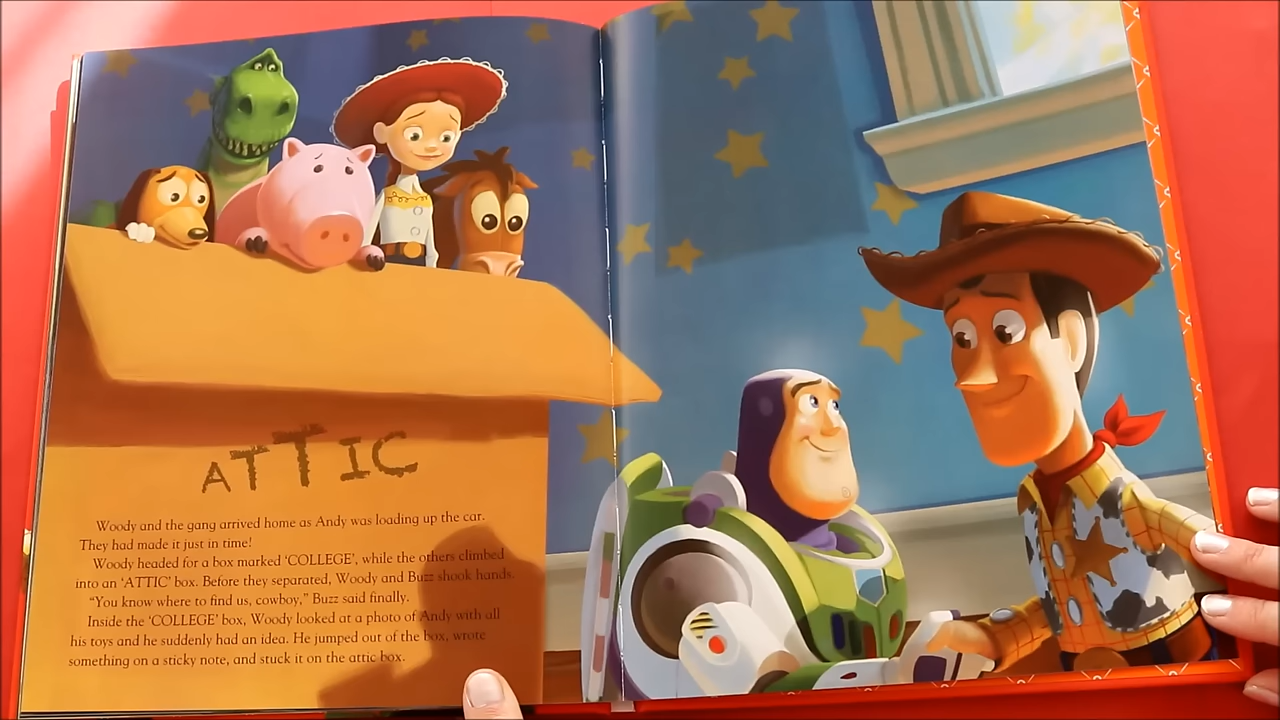 ATTIC
Woody and the gang arrived home as Andy was loading up the car.
They had made it just in time!
Woody headed for a box marked ‘COLLEGE’, while the others climbed
into an ‘ATTIC’ box. Before they separated, Woody and Buzz shook hands.
“You know where to find us, cowboy,” Buzz said finally.
Inside the ‘COLLEGE’ box, Woody looked at a photo of Andy with all
his toys and he suddenly had an idea. He jumped out of the box, wrote
something on a sticky note, and stuck it on the attic box.